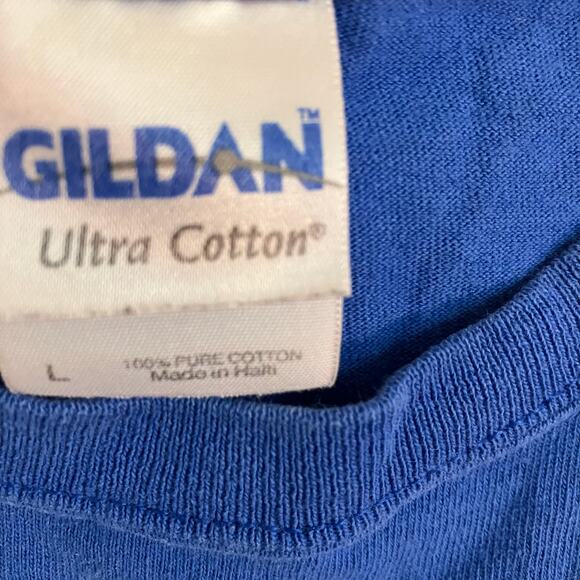 GILDAN™
Ultra Cotton®
L
100% PURE COTTON
Made in Haiti